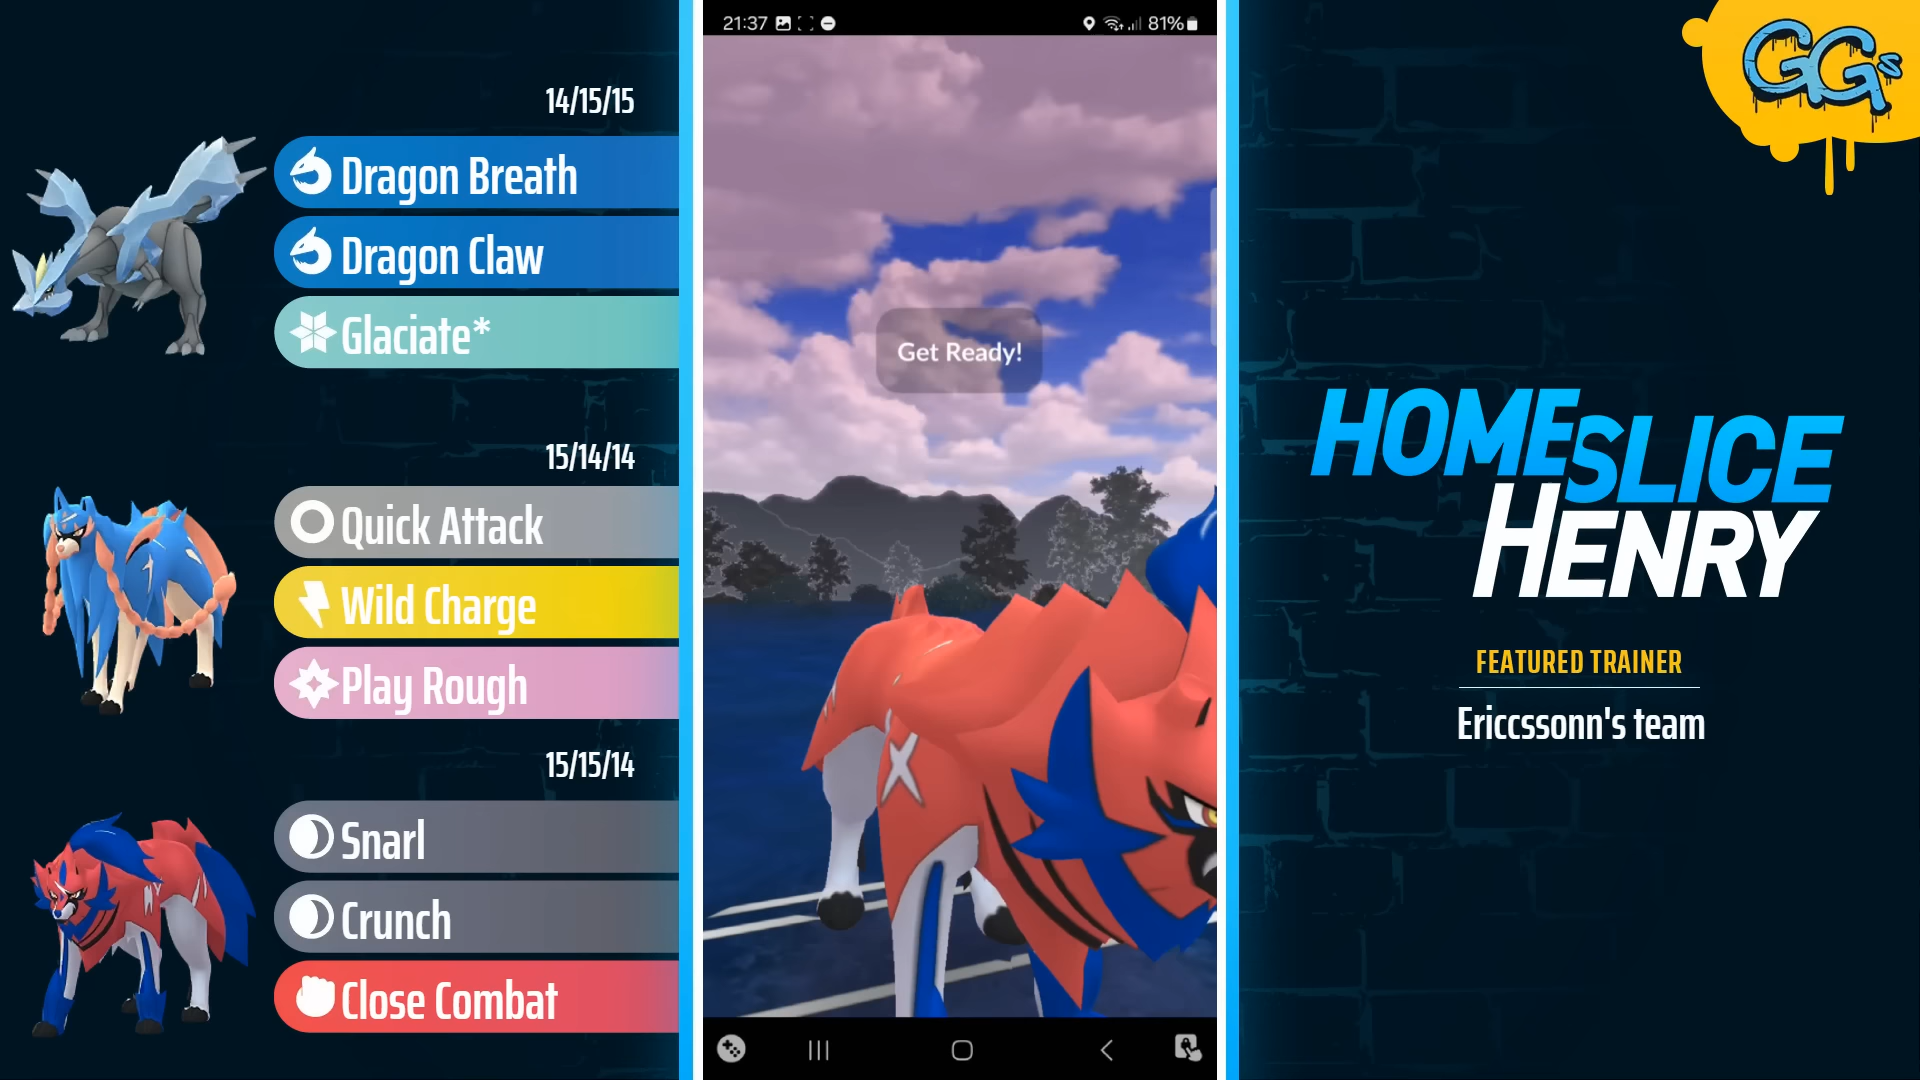 14/15/15
Dragon Breath
Dragon Claw
Glaciate*
15/14/14
Quick Attack
Wild Charge
Play Rough
15/15/14
Snarl
Crunch
Close Combat
21:37
81%
Get Ready!
GGs
HOMESLICE
HENRY
FEATURED TRAINER
Ericcssonn's team